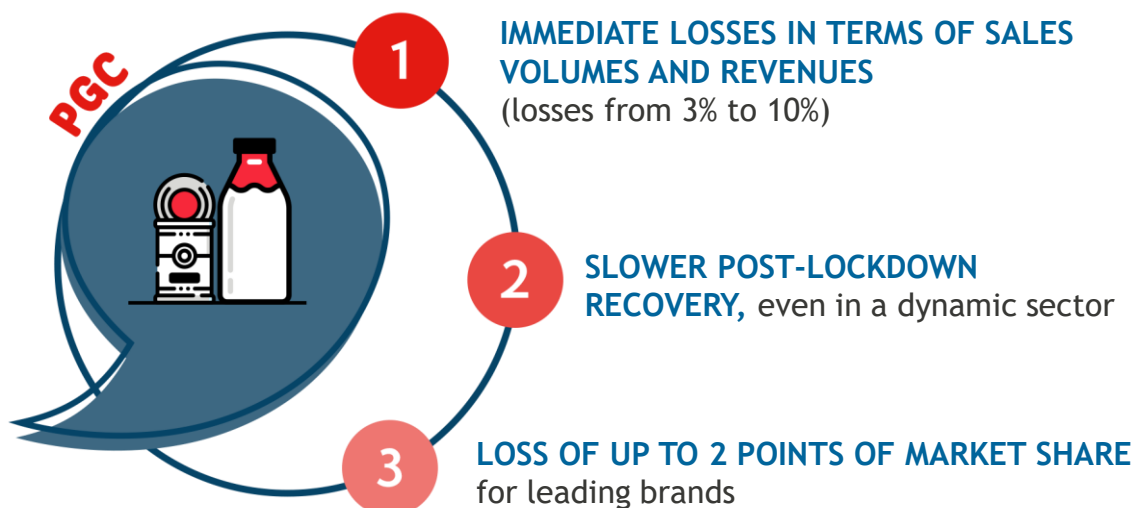 PGC
1
IMMEDIATE LOSSES IN TERMS OF SALES
VOLUMES AND REVENUES
(losses from 3% to 10%)
2
SLOWER POST-LOCKDOWN
RECOVERY, even in a dynamic sector
3
LOSS OF UP TO 2 POINTS OF MARKET SHARE
for leading brands